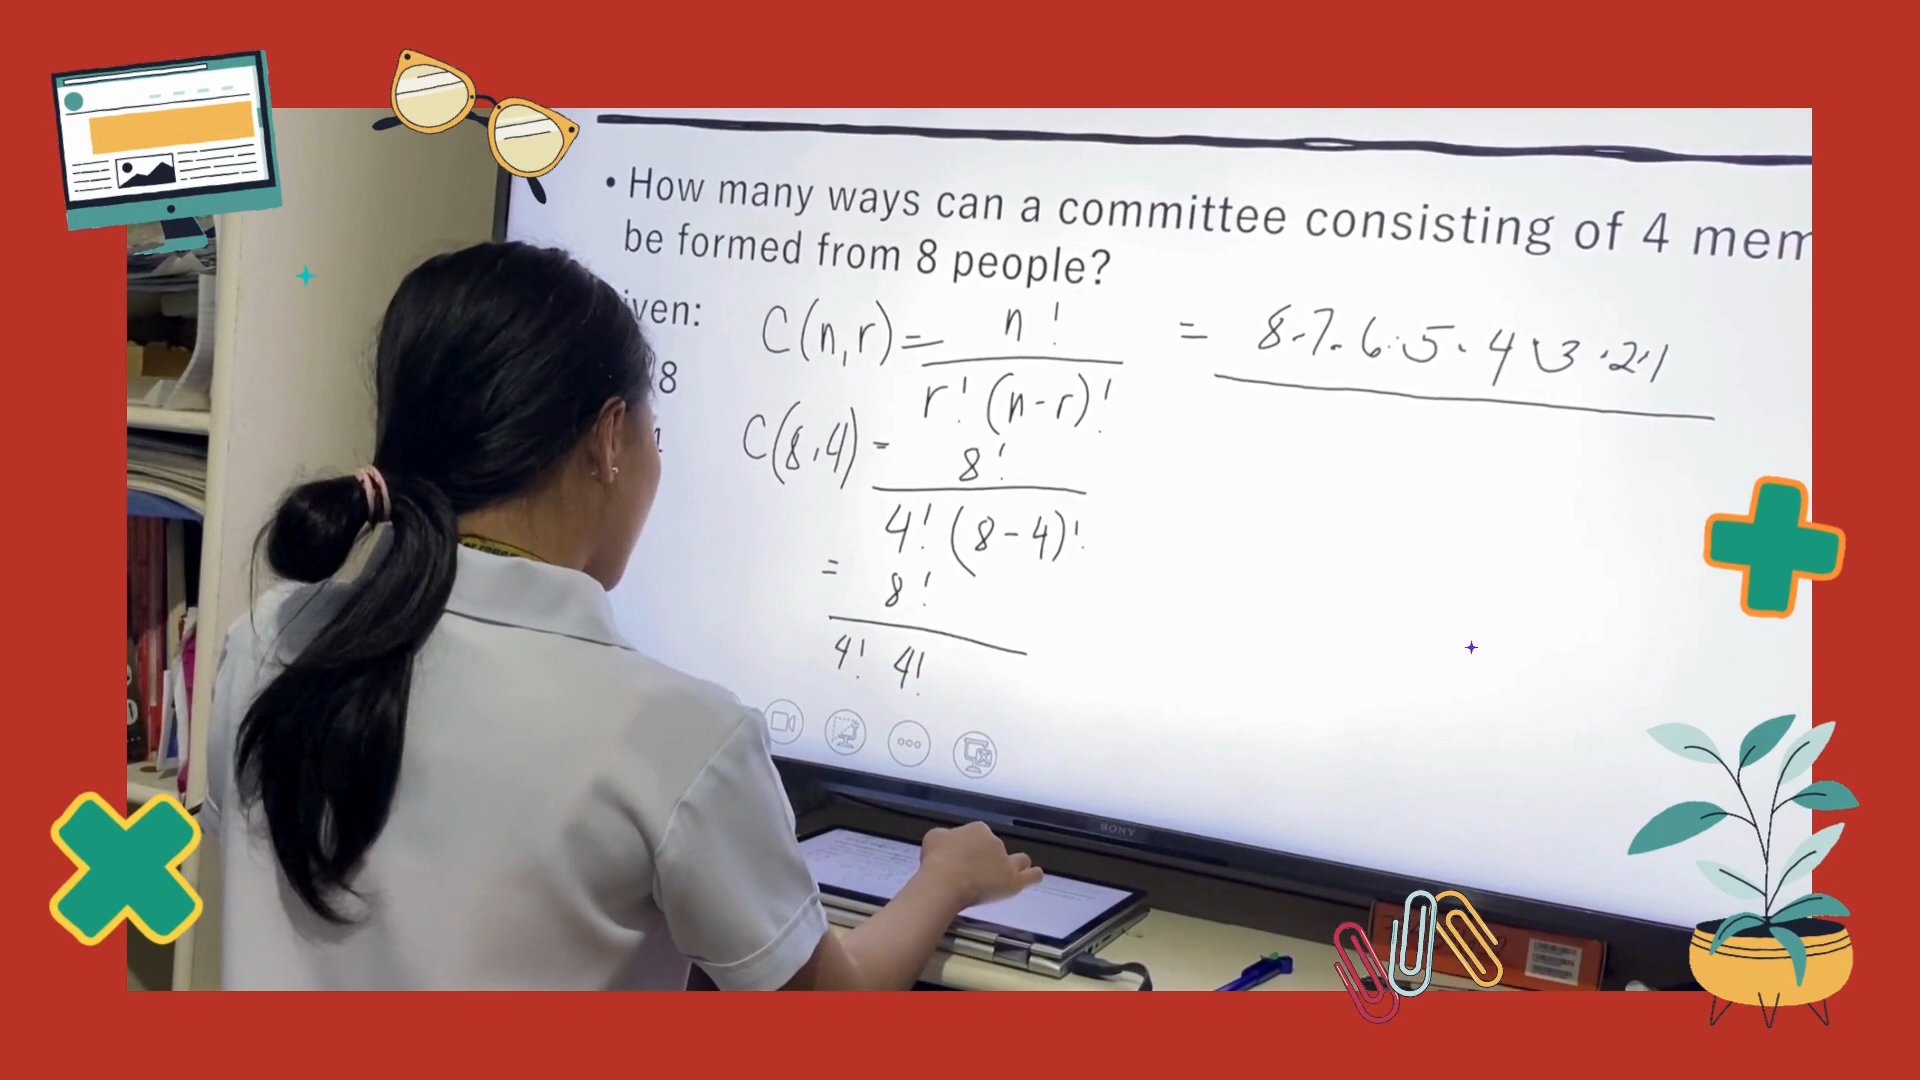 • How many ways can a committee consisting of 4 mem
be formed from 8 people?
iven:
8
C(n,r) = n! / r!(n-r)!
C(8,4) = 8! / 4!(8-4)!
= 8! / 4! 4!
= 8·7·6·5·4·3·2·1
SONY